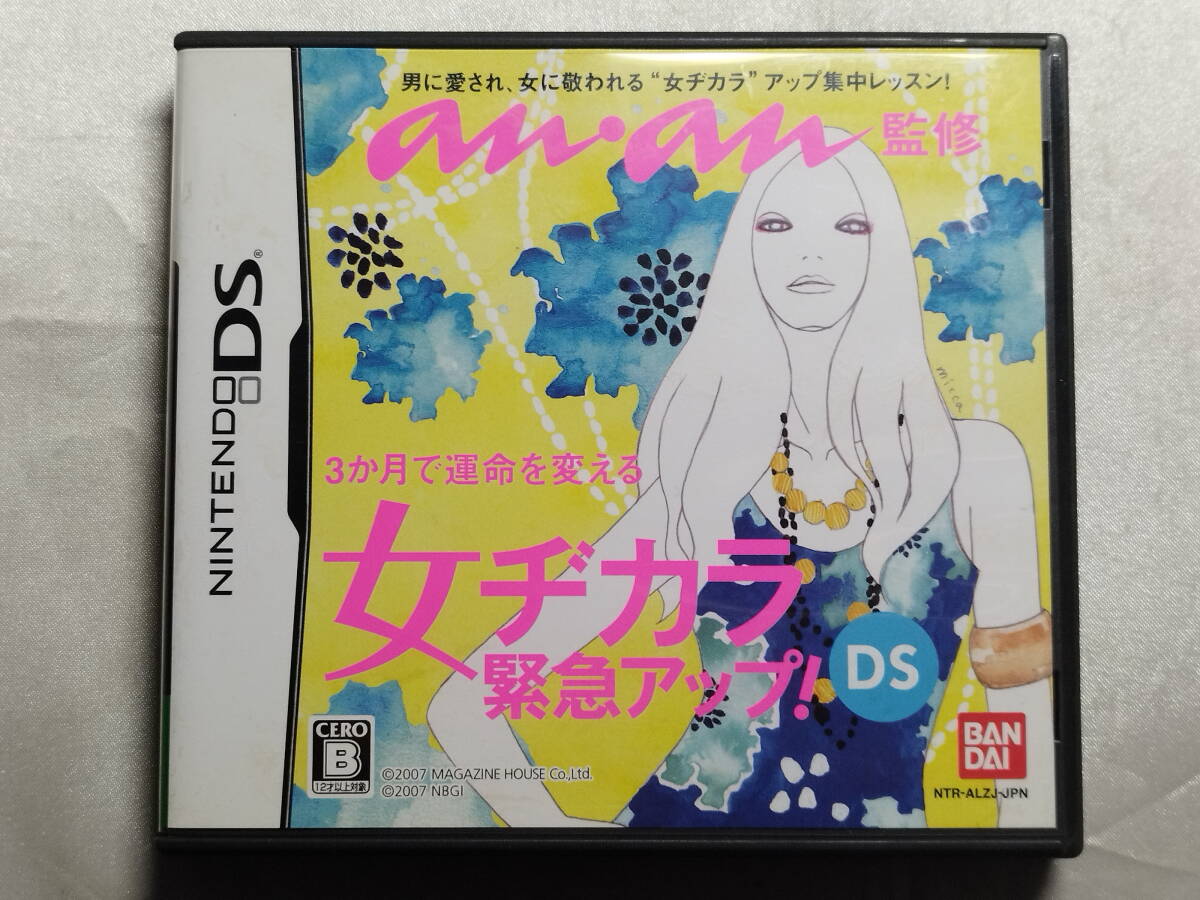 男に愛され、女に敬われる“女ヂカラ”アップ集中レッスン!
an・an 監修
NINTENDO DS®
mirca
3か月で運命を変える
女ヂカラ
緊急アップ!
DS
CERO
B
12才以上対象
©2007 MAGAZINE HOUSE Co.,Ltd.
©2007 NBGI
BAN
DAI
NTR-ALZJ-JPN